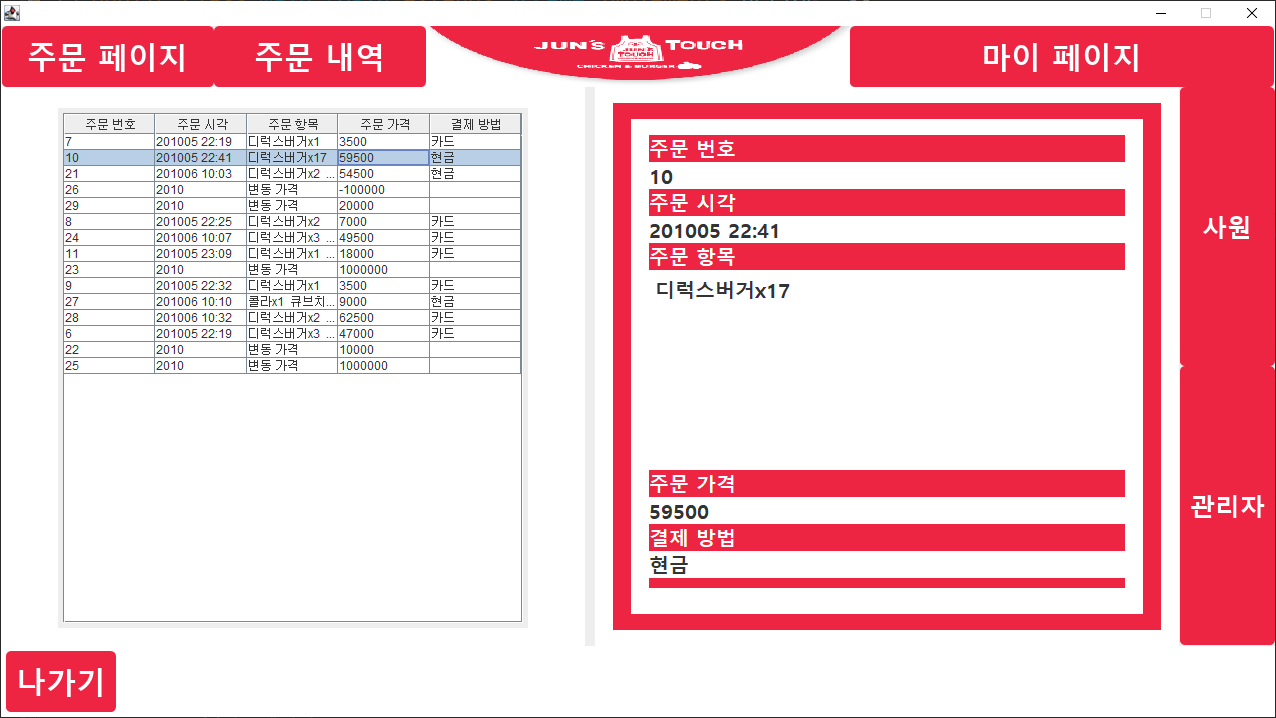 주문 페이지
주문 내역
JUN'S TOUCH
JUN'S TOUCH
CHICKEN & BURGER
마이 페이지
주문 번호 주문 시각 주문 항목 주문 가격 결제 방법
7 201005 22:19 디럭스버거x1 3500 카드
10 201005 22:41 디럭스버거x17 59500 현금
21 201006 10:03 디럭스버거x2 ... 54500 현금
26 2010 변동 가격 -100000
29 2010 변동 가격 20000
8 201005 22:25 디럭스버거x2 7000 카드
24 201006 10:07 디럭스버거x3 ... 49500 카드
11 201005 23:09 디럭스버거x1 ... 18000 카드
23 2010 변동 가격 1000000
9 201005 22:32 디럭스버거x1 3500 카드
27 201006 10:10 콜라x1 큐브치... 9000 현금
28 201006 10:32 디럭스버거x2 ... 62500 카드
6 201005 22:19 디럭스버거x3 ... 47000 카드
22 2010 변동 가격 10000
25 2010 변동 가격 1000000
주문 번호
10
주문 시각
201005 22:41
주문 항목
디럭스버거x17
주문 가격
59500
결제 방법
현금
사원
관리자
나가기